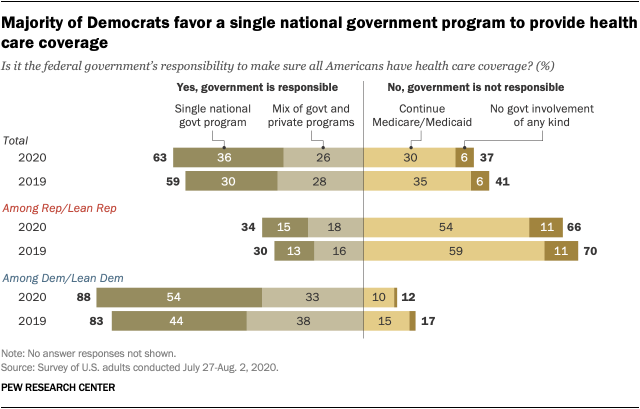 Majority of Democrats favor a single national government program to provide health
care coverage
Is it the federal government's responsibility to make sure all Americans have health care coverage? (%)
Yes, government is responsible
No, government is not responsible
Single national
govt program
Mix of govt and
private programs
Continue
Medicare/Medicaid
No govt involvement
of any kind
Total
2020 63 36 26 30 6 37
2019 59 30 28 35 6 41
Among Rep/Lean Rep
2020 34 15 18 54 11 66
2019 30 13 16 59 11 70
Among Dem/Lean Dem
2020 88 54 33 10 12
2019 83 44 38 15 17
Note: No answer responses not shown.
Source: Survey of U.S. adults conducted July 27-Aug. 2, 2020.
PEW RESEARCH CENTER